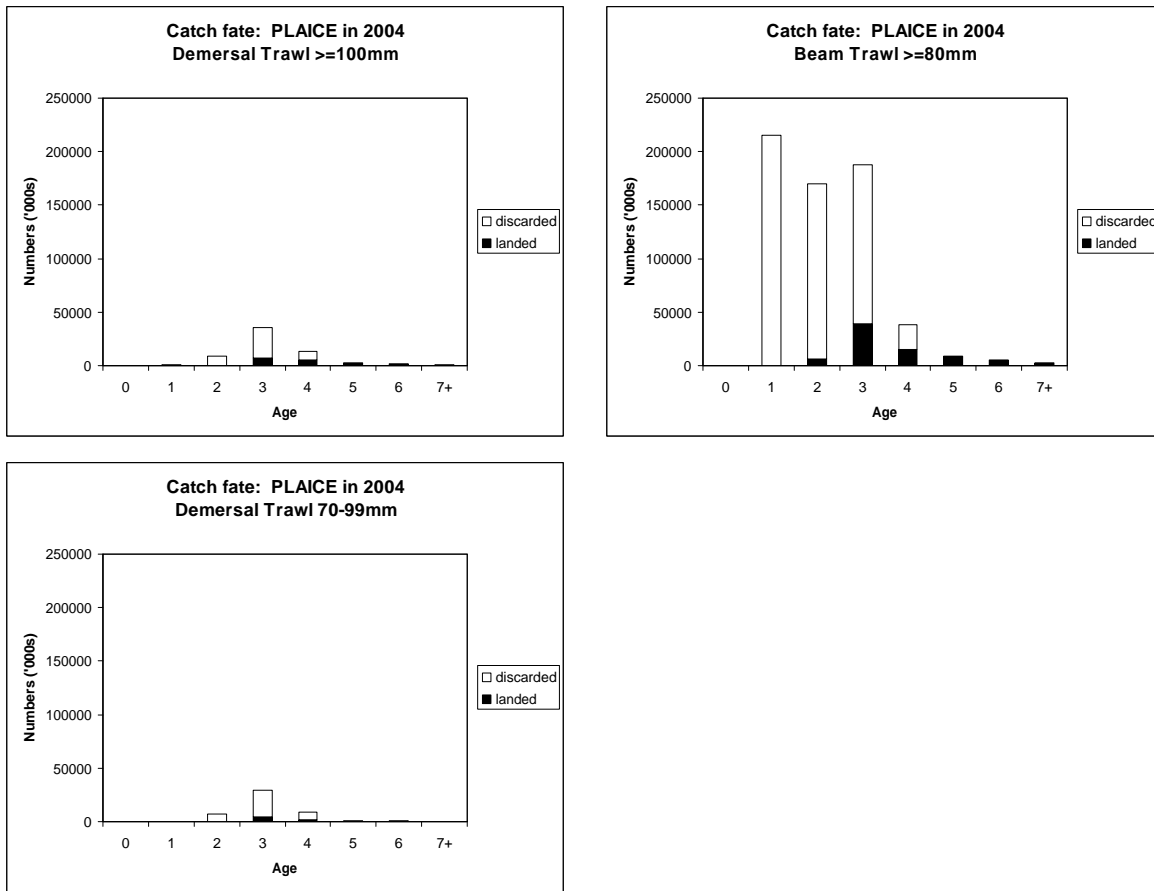 Catch fate: PLAICE in 2004
Demersal Trawl >=100mm
250000
200000
150000
100000
50000
0
Numbers ('000s)
0 1 2 3 4 5 6 7+
Age
discarded
landed
Catch fate: PLAICE in 2004
Beam Trawl >=80mm
250000
200000
150000
100000
50000
0
Numbers ('000s)
0 1 2 3 4 5 6 7+
Age
discarded
landed
Catch fate: PLAICE in 2004
Demersal Trawl 70-99mm
250000
200000
150000
100000
50000
0
Numbers ('000s)
0 1 2 3 4 5 6 7+
Age
discarded
landed